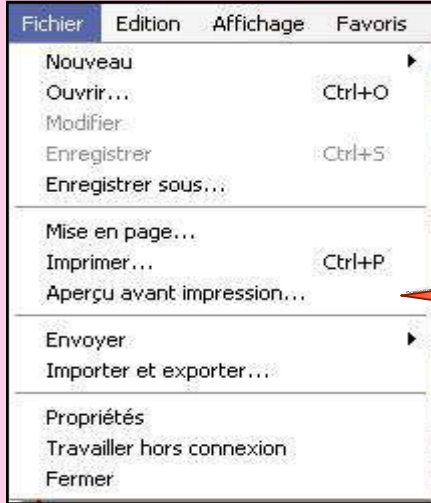 Fichier Edition Affichage Favoris
Nouveau
Ouvrir... Ctrl+O
Modifier
Enregistrer Ctrl+S
Enregistrer sous...
Mise en page...
Imprimer... Ctrl+P
Aperçu avant impression...
Envoyer
Importer et exporter...
Propriétés
Travailler hors connexion
Fermer